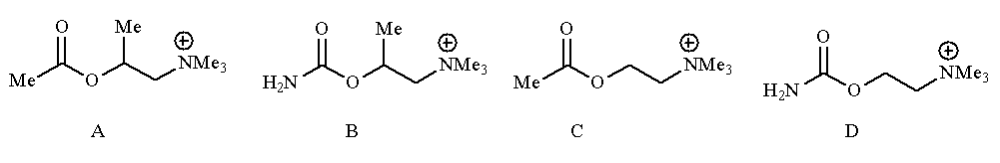 O Me ⊕ NMe3 Me O
O Me ⊕ NMe3 H2N O
O ⊕ NMe3 Me O
O ⊕ NMe3 H2N O
A B C D